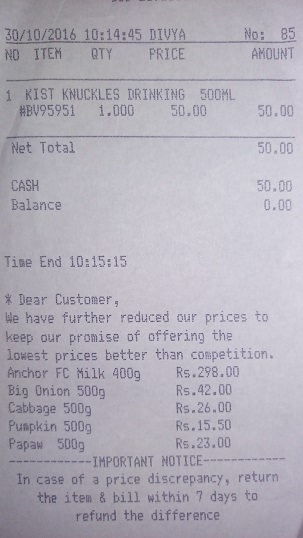 30/10/2016 10:14:45 DIVYA No: 85
NO ITEM QTY PRICE AMOUNT
1 KIST KNUCKLES DRINKING 500ML
#BV95951 1.000 50.00 50.00
Net Total 50.00
CASH 50.00
Balance 0.00
Time End 10:15:15
* Dear Customer,
We have further reduced our prices to
keep our promise of offering the
lowest prices better than competition.
Anchor FC Milk 400g Rs.298.00
Big Onion 500g Rs.42.00
Cabbage 500g Rs.26.00
Pumpkin 500g Rs.15.50
Papaw 500g Rs.23.00
------------IMPORTANT NOTICE------------
In case of a price discrepancy, return
the item & bill within 7 days to
refund the difference